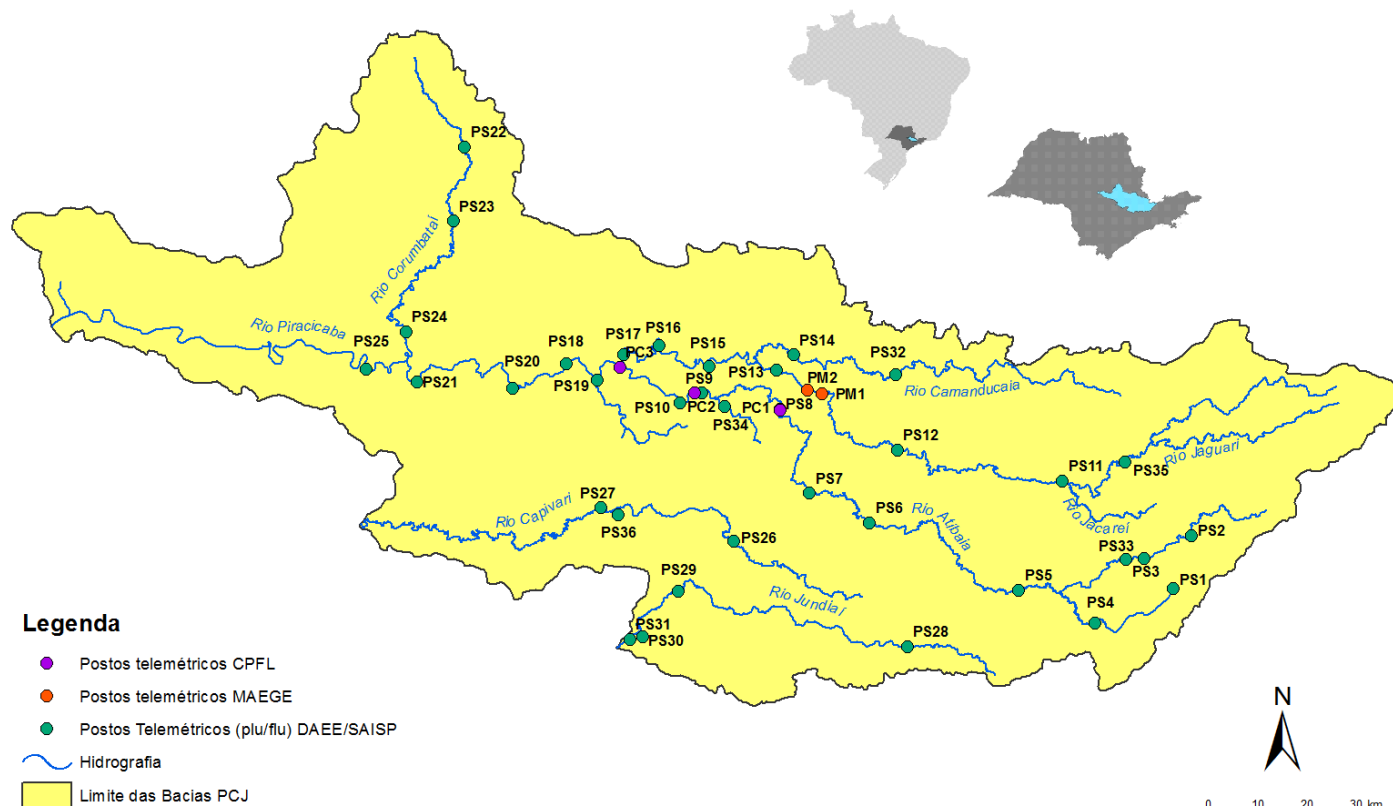 PS22
PS23
Rio Corumbataí
PS24
Rio Piracicaba
PS25
PS21
PS20
PS18
PS19
PS17
PC3
PS16
PS15
PS14
PS13
PS32
Rio Camanducaia
PM2
PM1
PS9
PS10
PC2
PS34
PC1
PS8
PS12
PS11
PS35
Rio Jaguari
Rio Jacareí
PS7
PS6
Rio Atibaia
PS2
PS33
PS3
PS1
PS5
PS4
PS27
Rio Capivari
PS36
PS26
PS29
Rio Jundiaí
PS28
PS31
PS30
Legenda
Postos telemétricos CPFL
Postos telemétricos MAEGE
Postos Telemétricos (plu/flu) DAEE/SAISP
Hidrografia
Limite das Bacias PCJ
N
0 10 20 30 km